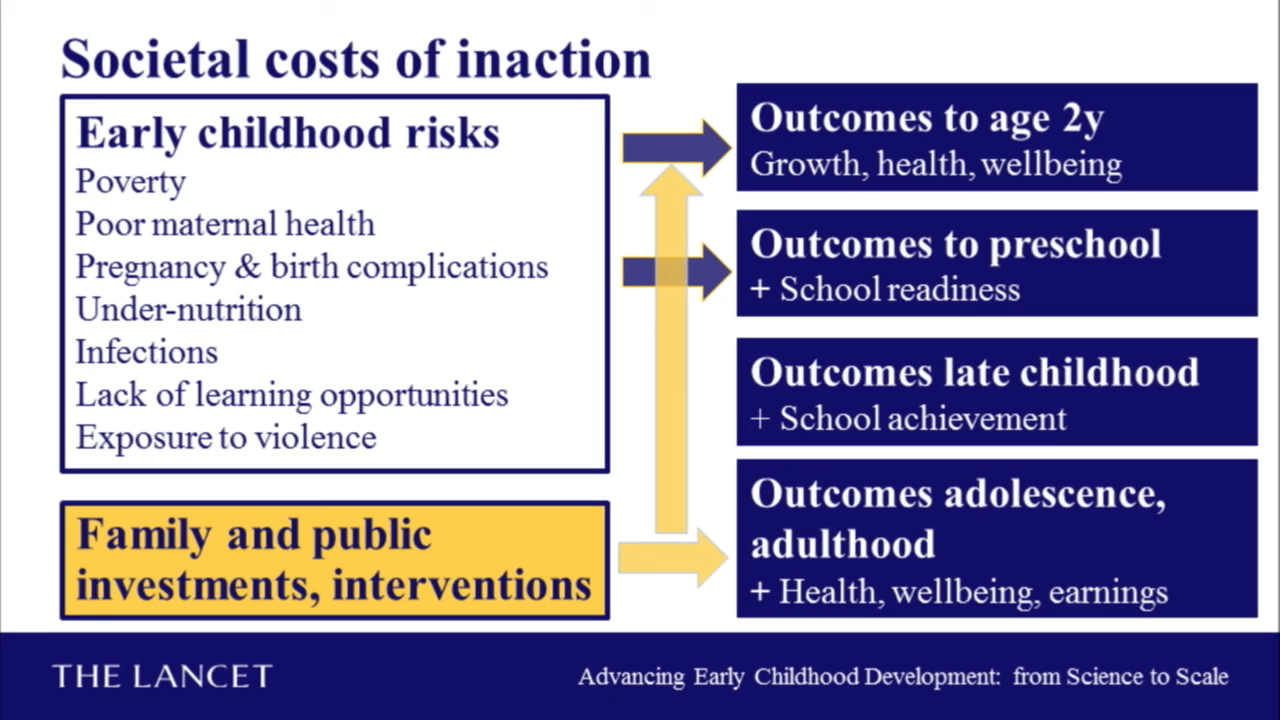 Societal costs of inaction
Early childhood risks
Poverty
Poor maternal health
Pregnancy & birth complications
Under-nutrition
Infections
Lack of learning opportunities
Exposure to violence
Family and public
investments, interventions
Outcomes to age 2y
Growth, health, wellbeing
Outcomes to preschool
+ School readiness
Outcomes late childhood
+ School achievement
Outcomes adolescence,
adulthood
+ Health, wellbeing, earnings
THE LANCET
Advancing Early Childhood Development: from Science to Scale